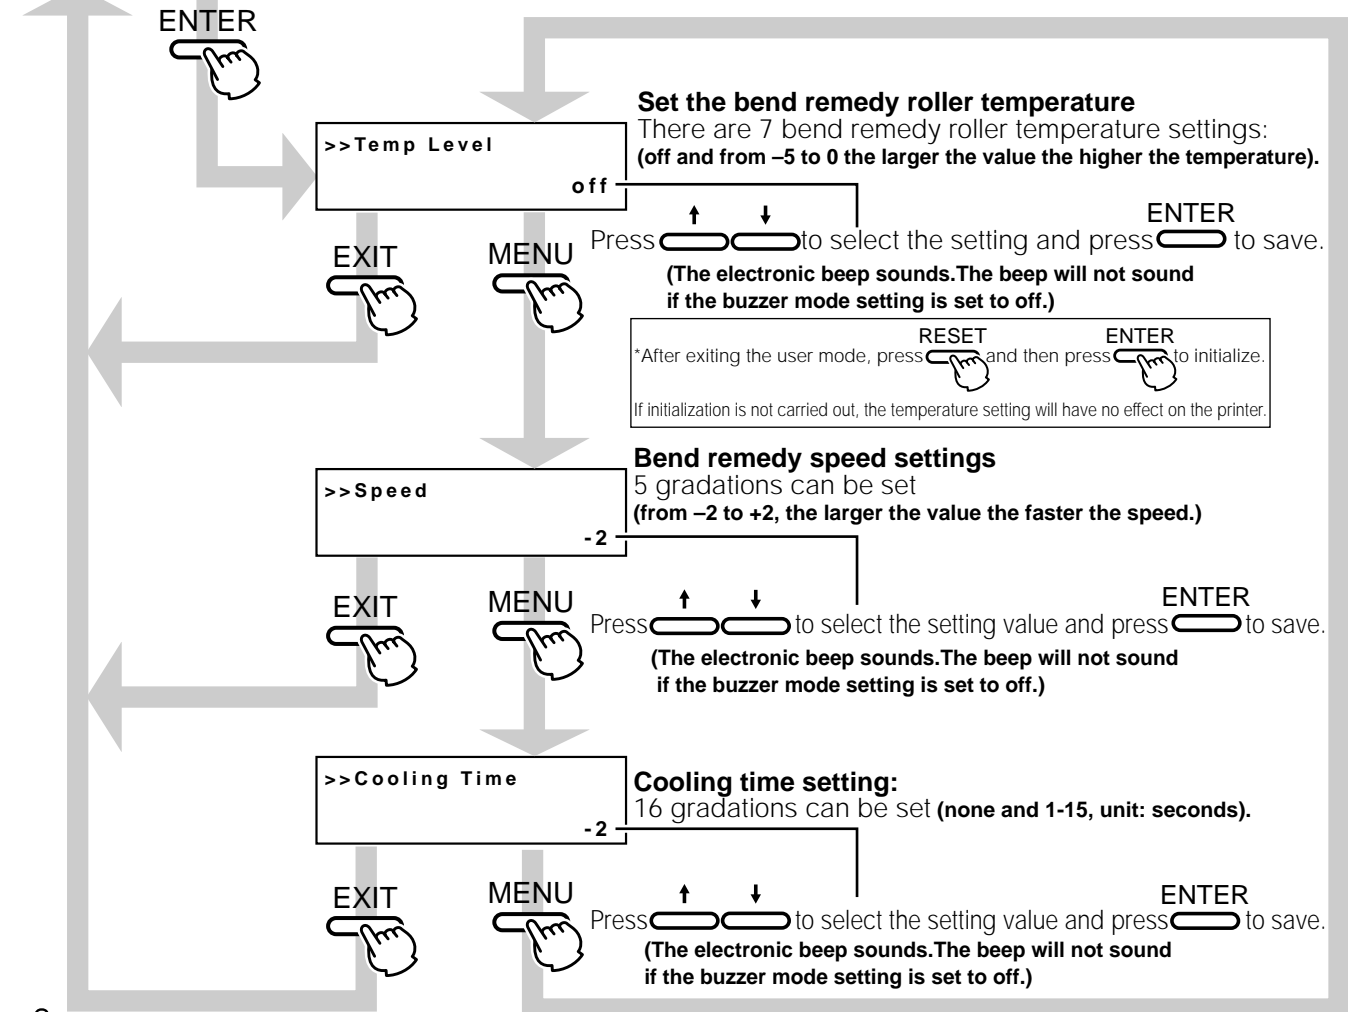 ENTER
Set the bend remedy roller temperature
There are 7 bend remedy roller temperature settings:
(off and from –5 to 0 the larger the value the higher the temperature).
>>Temp Level
off
ENTER
Press to select the setting and press to save.
EXIT
MENU
(The electronic beep sounds.The beep will not sound
if the buzzer mode setting is set to off.)
RESET
ENTER
*After exiting the user mode, press and then press to initialize.
If initialization is not carried out, the temperature setting will have no effect on the printer.
Bend remedy speed settings
5 gradations can be set
(from –2 to +2, the larger the value the faster the speed.)
>>Speed
-2
EXIT
MENU
ENTER
Press to select the setting value and press to save.
(The electronic beep sounds.The beep will not sound
if the buzzer mode setting is set to off.)
>>Cooling Time
-2
Cooling time setting:
16 gradations can be set (none and 1-15, unit: seconds).
EXIT
MENU
ENTER
Press to select the setting value and press to save.
(The electronic beep sounds.The beep will not sound
if the buzzer mode setting is set to off.)